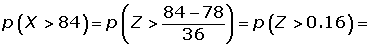 p(X > 84) = p(Z > (84 – 78)/36) = p(Z > 0.16) =